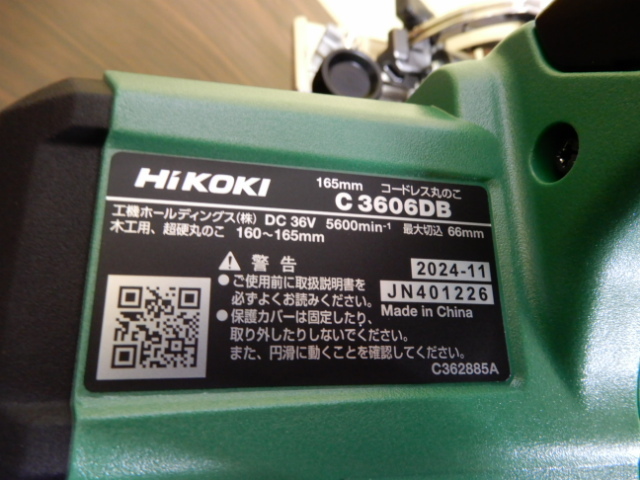 HiKOKI
165mm コードレス丸のこ
C 3606DB
工機ホールディングス(株) DC 36V 5600min⁻¹ 最大切込 66mm
木工用、超硬丸のこ 160～165mm
警告
2024-11
●ご使用前に取扱説明書を
必ずよくお読みください。
JN401226
●保護カバーは固定したり、
Made in China
取り外したりしないでください。
また、円滑に動くことを確認してください。
C362885A